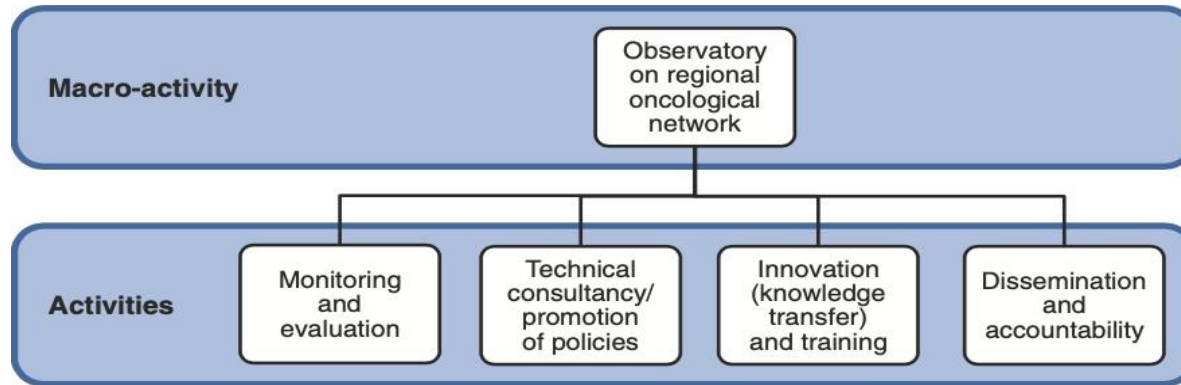 Macro-activity
Observatory
on regional
oncological
network
Activities
Monitoring
and
evaluation
Technical
consultancy/
promotion
of policies
Innovation
(knowledge
transfer)
and training
Dissemination
and
accountability